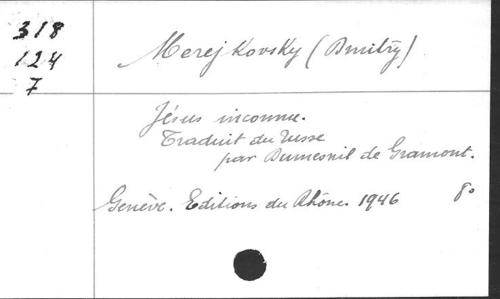 318
124
7
Merejkovsky (Dmitry)
Jésus inconnu.
Traduit du russe
par Dumesnil de Gramont.
Genève. Editions du Rhône. 1946 8°